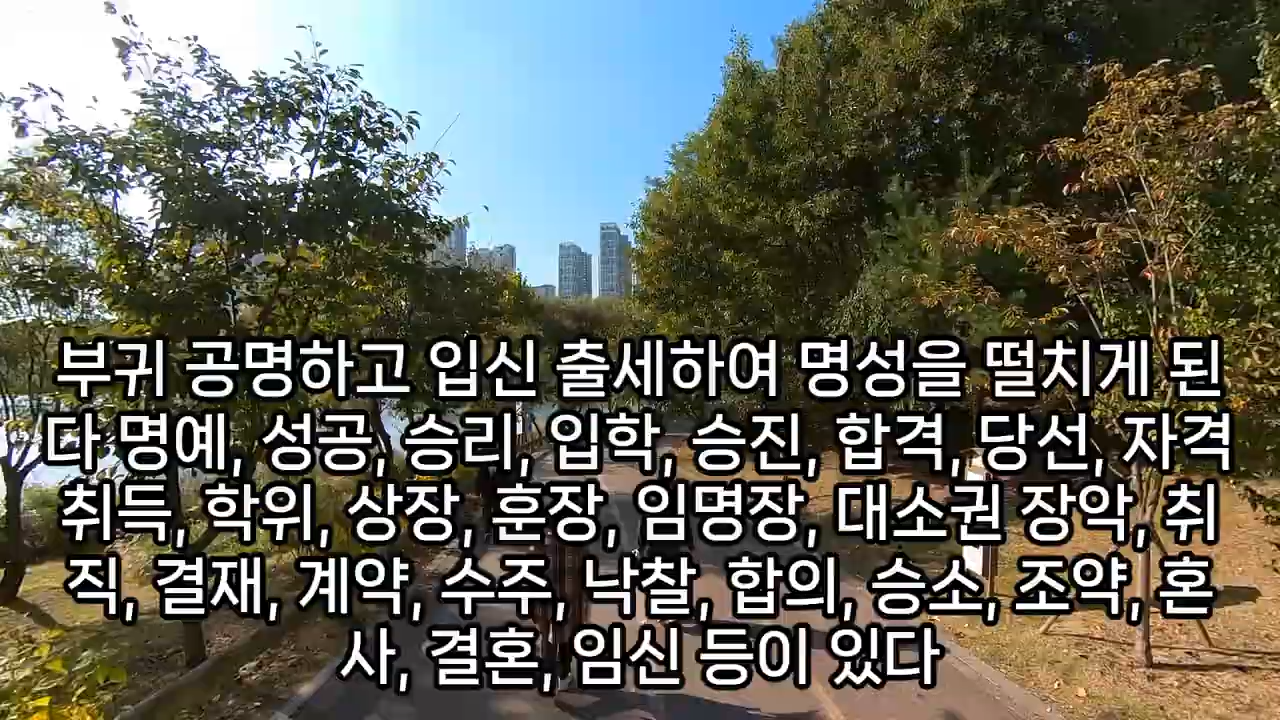 부귀 공명하고 입신 출세하여 명성을 떨치게 된
다 명예, 성공, 승리, 입학, 승진, 합격, 당선, 자격
취득, 학위, 상장, 훈장, 임명장, 대소권 장악, 취
직, 결재, 계약, 수주, 낙찰, 합의, 승소, 조약, 혼
사, 결혼, 임신 등이 있다